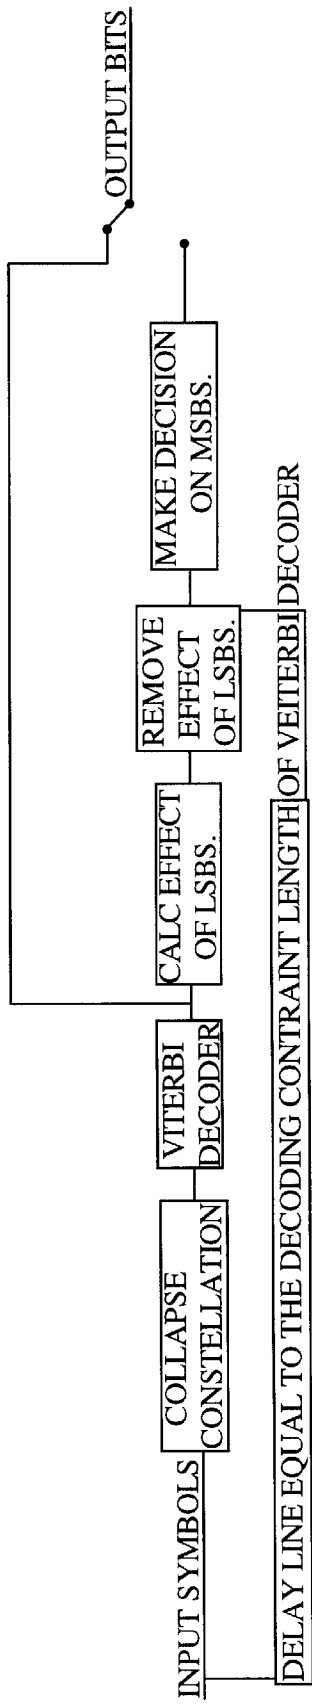 INPUT SYMBOLS
COLLAPSE
CONSTELLATION
VITERBI
DECODER
CALC EFFECT
OF LSBS.
REMOVE
EFFECT
OF LSBS.
MAKE DECISION
ON MSBS.
OUTPUT BITS
DELAY LINE EQUAL TO THE DECODING CONTRAINT LENGTH OF VEITERBI DECODER